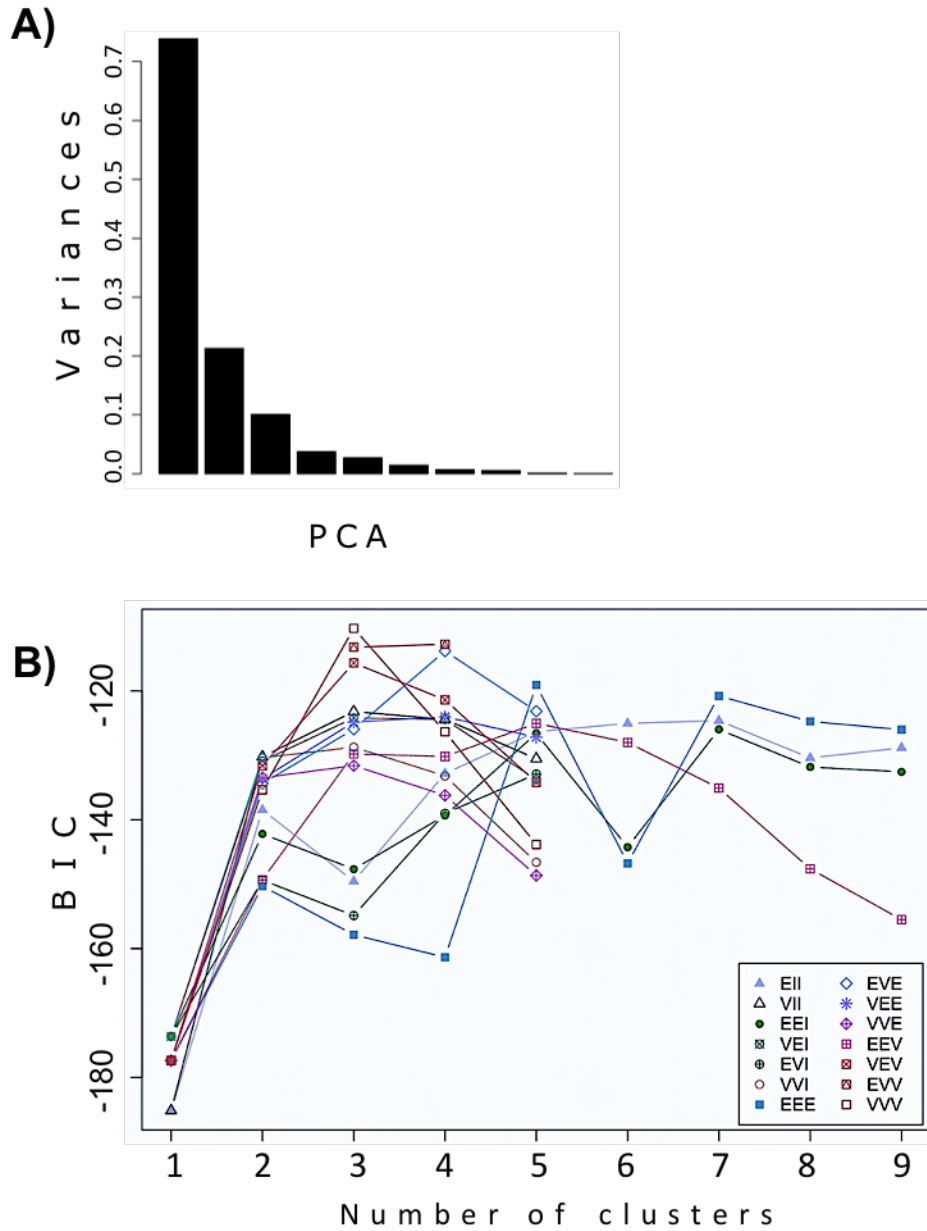 A)
Variances
0.7
0.6
0.5
0.4
0.3
0.2
0.1
0.0
PCA
B)
BIC
-120
-140
-160
-180
EII EVE
VII VEE
EEI VVE
VEI EEV
EVI VEV
VVI EVV
EEE VVV
1 2 3 4 5 6 7 8 9
Number of clusters